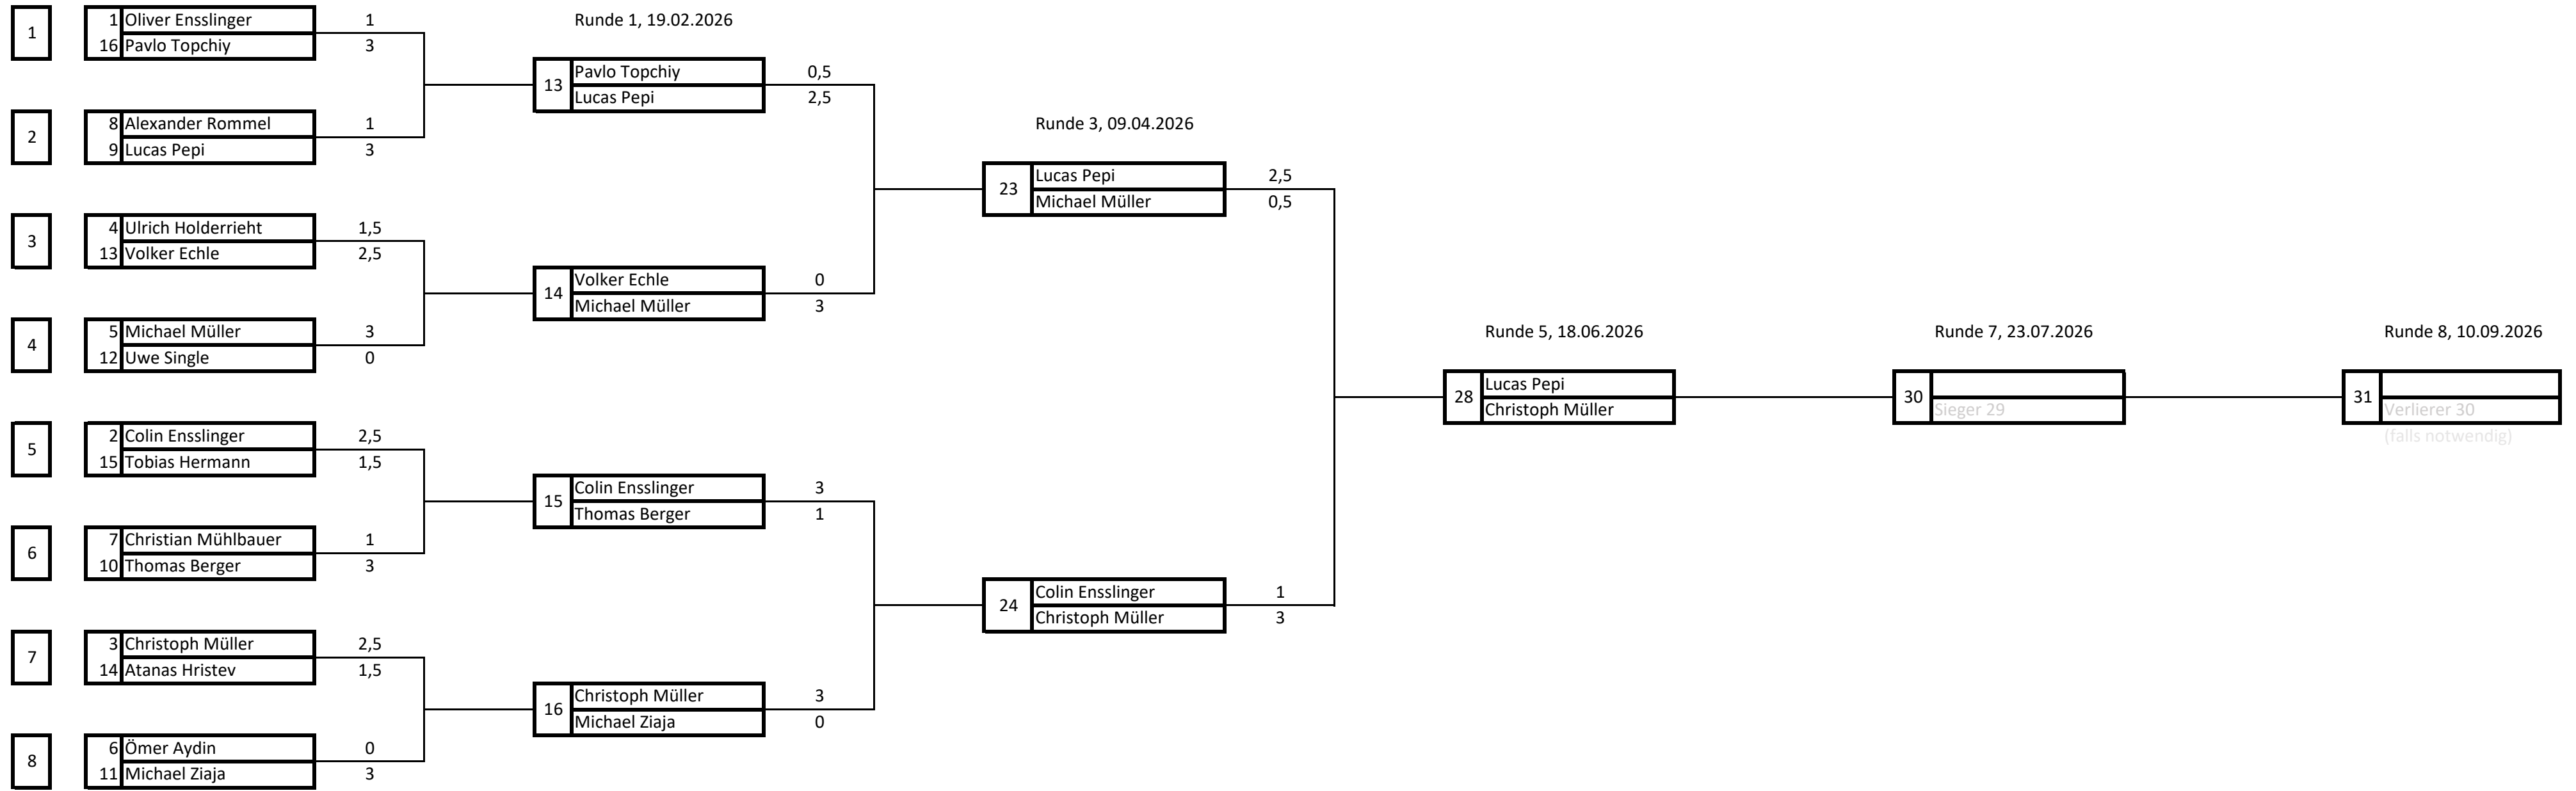 1
1 Oliver Ensslinger 1
16 Pavlo Topchiy 3
Runde 1, 19.02.2026
13
Pavlo Topchiy 0,5
Lucas Pepi 2,5
2
8 Alexander Rommel 1
9 Lucas Pepi 3
Runde 3, 09.04.2026
23
Lucas Pepi 2,5
Michael Müller 0,5
3
4 Ulrich Holderrieht 1,5
13 Volker Echle 2,5
14
Volker Echle 0
Michael Müller 3
4
5 Michael Müller 3
12 Uwe Single 0
Runde 5, 18.06.2026
28
Lucas Pepi
Christoph Müller
Runde 7, 23.07.2026
30
Sieger 29
Runde 8, 10.09.2026
31
Verlierer 30
(falls notwendig)
5
2 Colin Ensslinger 2,5
15 Tobias Hermann 1,5
15
Colin Ensslinger 3
Thomas Berger 1
6
7 Christian Mühlbauer 1
10 Thomas Berger 3
24
Colin Ensslinger 1
Christoph Müller 3
7
3 Christoph Müller 2,5
14 Atanas Hristev 1,5
16
Christoph Müller 3
Michael Ziaja 0
8
6 Ömer Aydin 0
11 Michael Ziaja 3